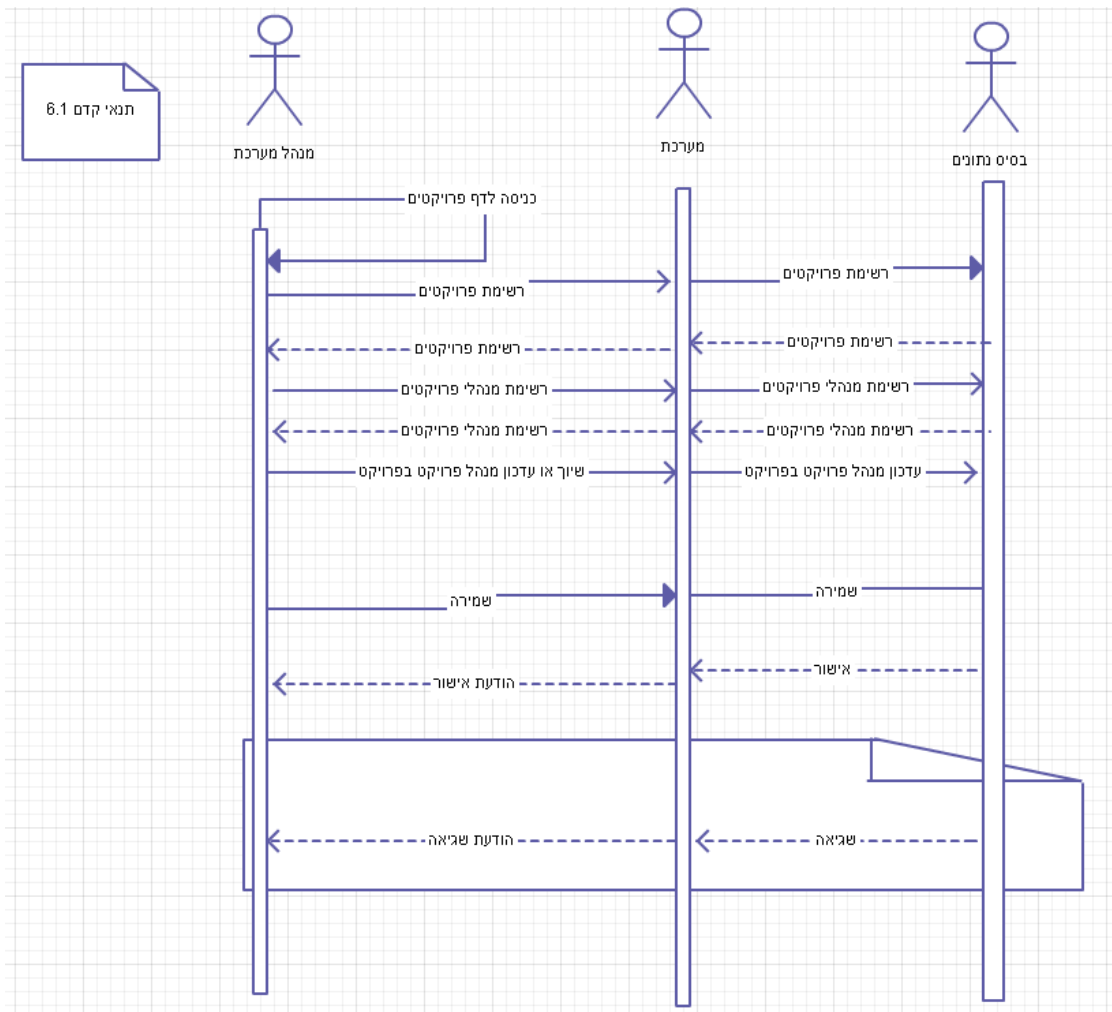 תנאי קדם 6.1
מנהל מערכת
מערכת
בסיס נתונים
כניסה לדף פרויקטים
רשימת פרויקטים
רשימת פרויקטים
רשימת פרויקטים
רשימת פרויקטים
רשימת מנהלי פרויקטים
רשימת מנהלי פרויקטים
רשימת מנהלי פרויקטים
רשימת מנהלי פרויקטים
שיוך או עדכון מנהל פרויקט בפרויקט
עדכון מנהל פרויקט בפרויקט
שמירה
שמירה
אישור
הודעת אישור
הודעת שגיאה
שגיאה